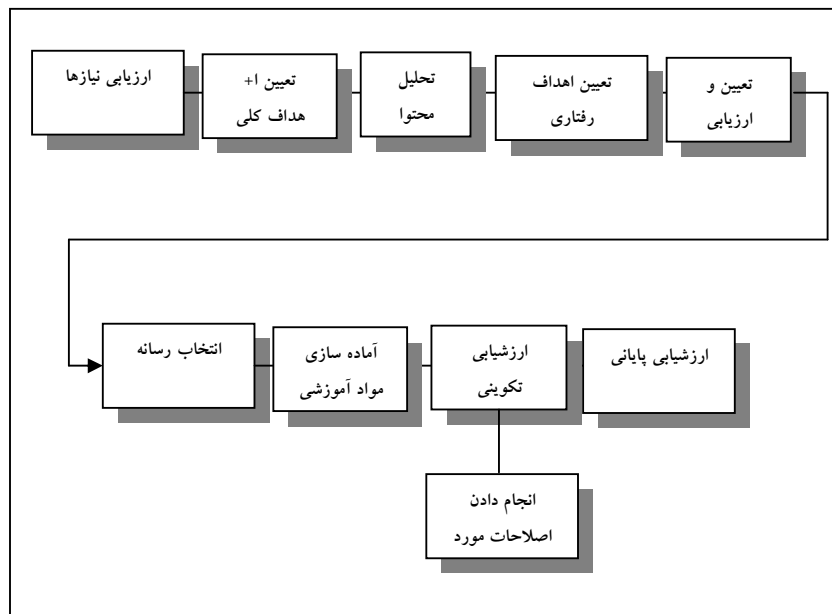 ارزیابی نیازها
تعیین ا+
هداف کلی
تحلیل
محتوا
تعیین اهداف
رفتاری
تعیین و
ارزیابی
انتخاب رسانه
آماده سازی
مواد آموزشی
ارزشیابی
تکوینی
ارزشیابی پایانی
انجام دادن
اصلاحات مورد